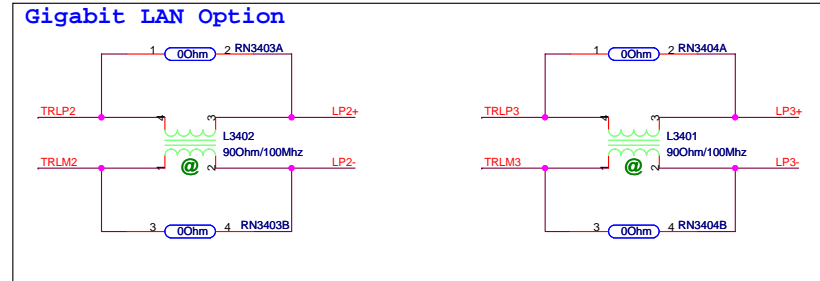 Gigabit LAN Option
1 0Ohm 2 RN3403A
1 0Ohm 2 RN3404A
TRLP2 4 3 LP2+
TRLP3 4 3 LP3+
L3402
L3401
90Ohm/100Mhz
90Ohm/100Mhz
TRLM2 1 @ 2 LP2-
TRLM3 1 @ 2 LP3-
3 0Ohm 4 RN3403B
3 0Ohm 4 RN3404B